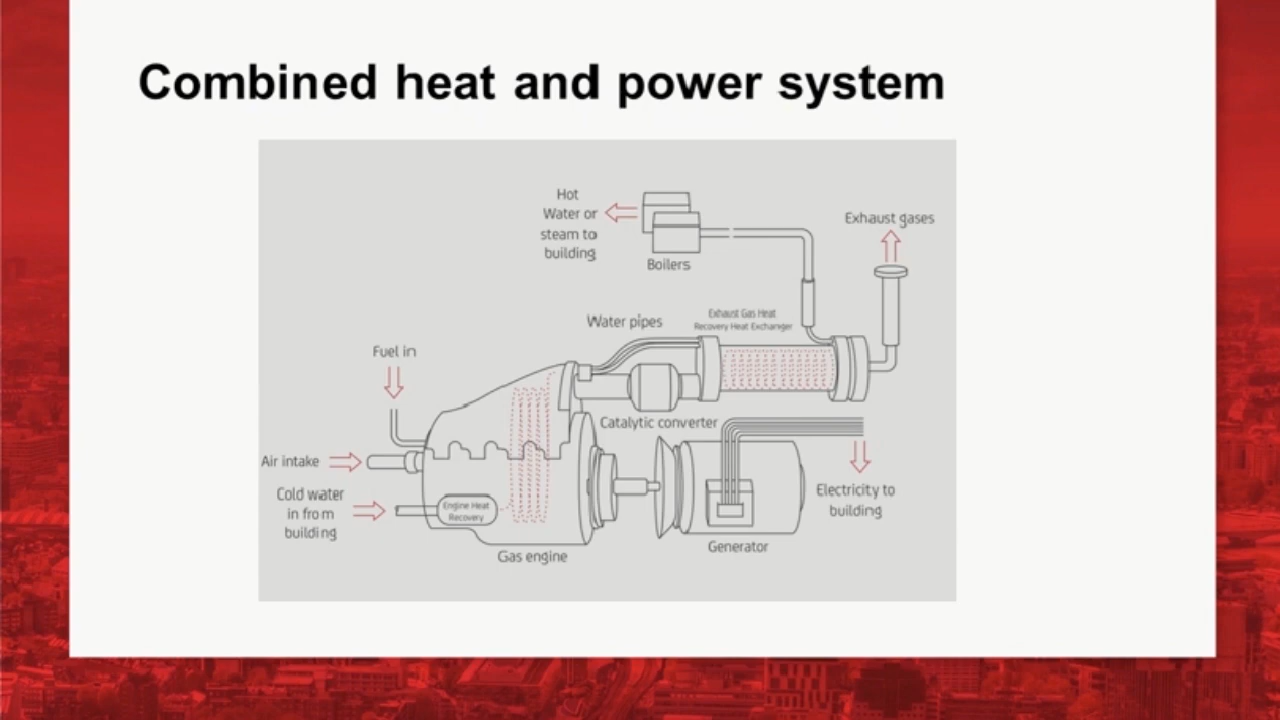 Combined heat and power system
Hot
Water or
steam to
building
Boilers
Exhaust gases
Water pipes
Exhaust Gas Heat
Recovery Heat Exchanger
Fuel in
Catalytic converter
Air intake
Cold water
in from
building
Engine Heat
Recovery
Electricity to
building
Generator
Gas engine